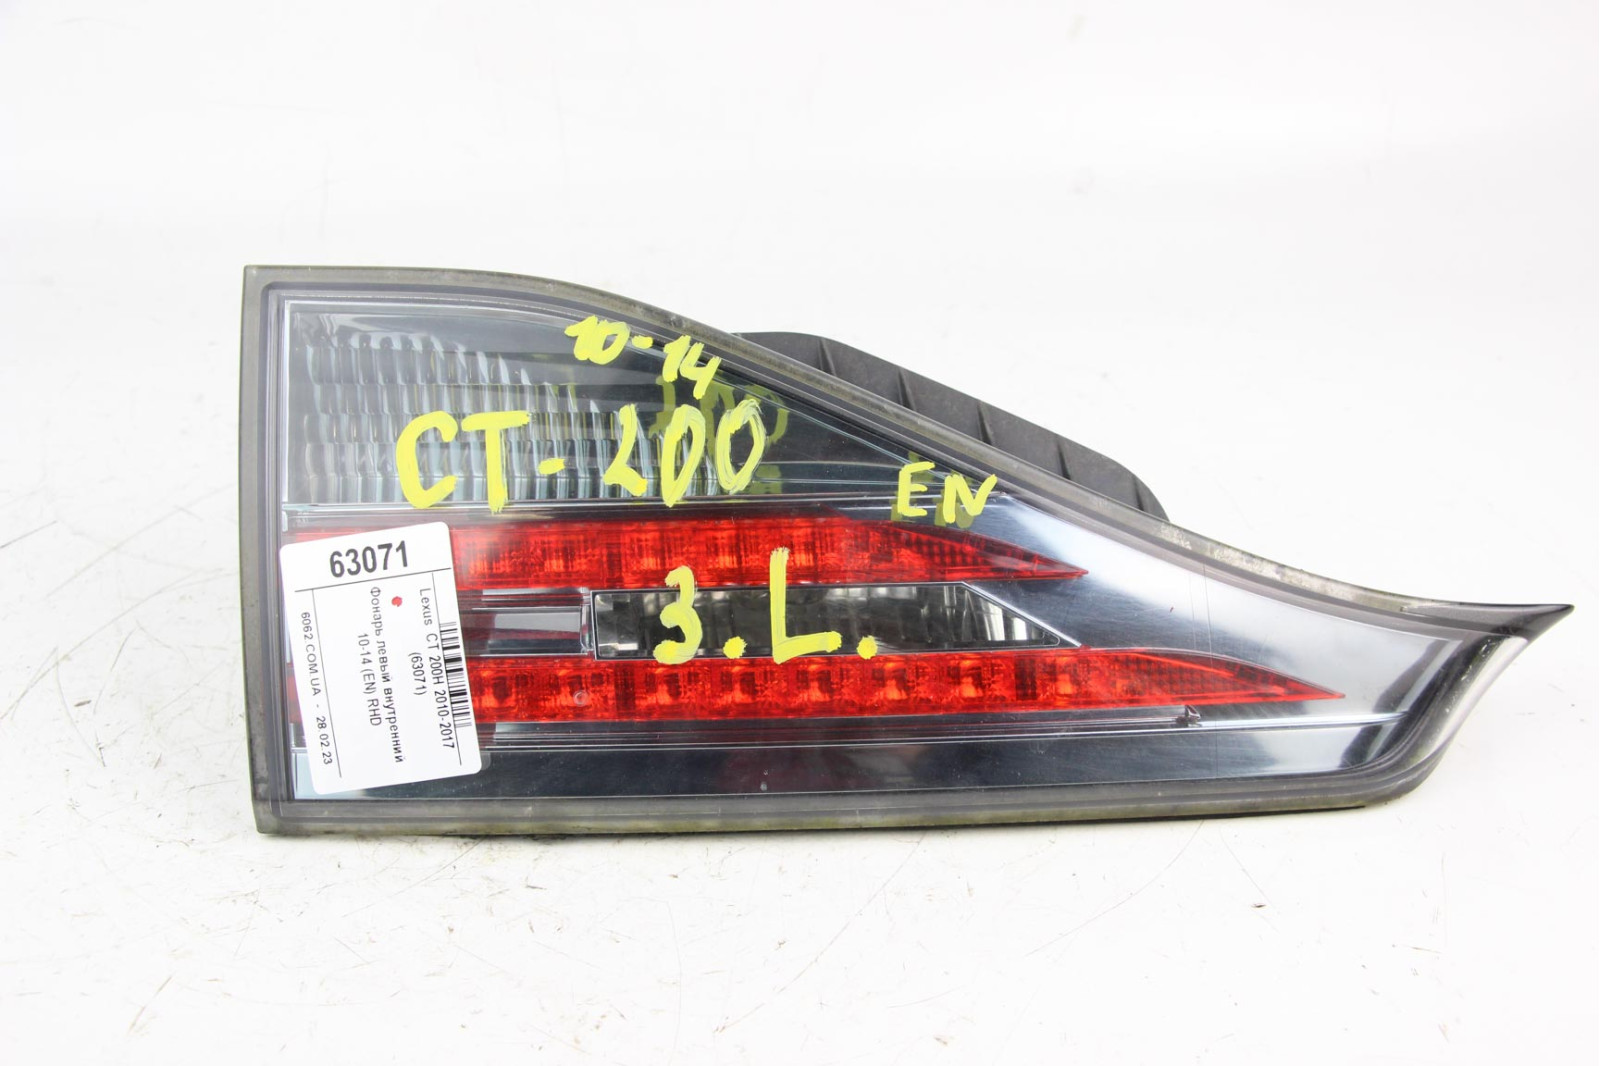 10-14
CT-200
EN
3.L.
63071
Lexus CT 200H 2010-2017
(63071)
Фонарь левый внутренний
10-14 (EN) RHD
6062.COM.UA - 28.02.23